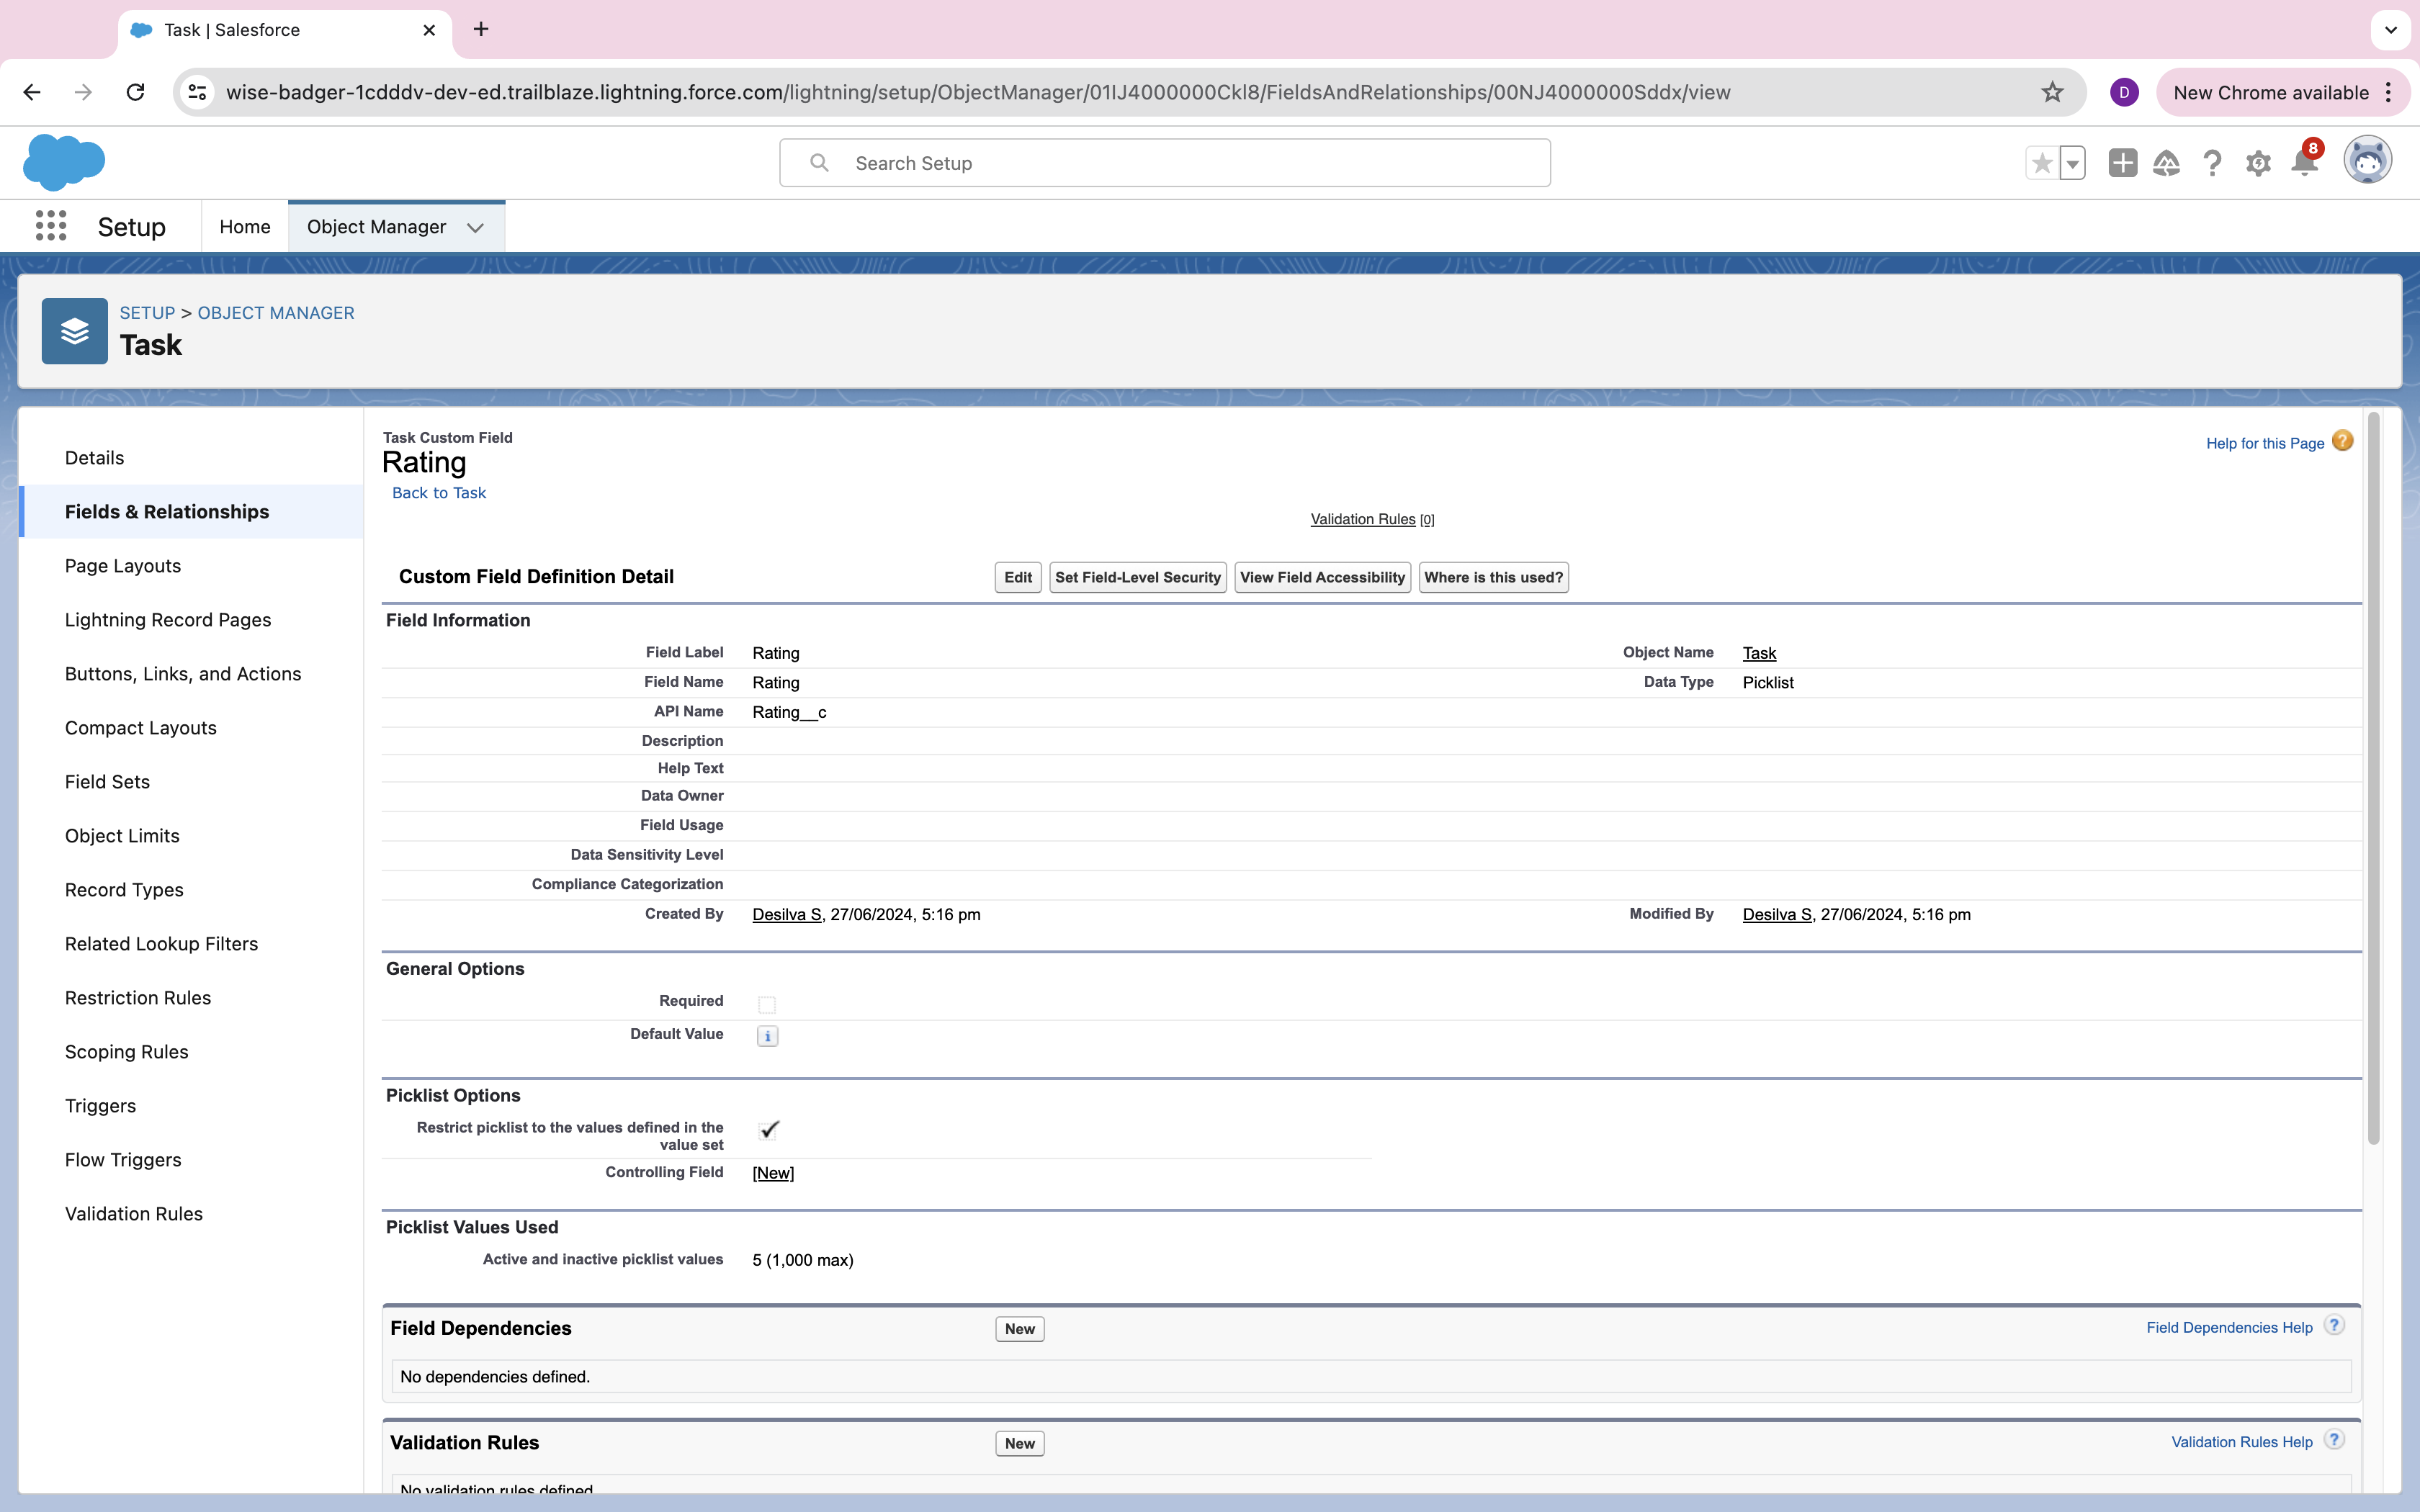 Task | Salesforce
wise-badger-1cdddv-dev-ed.trailblaze.lightning.force.com/lightning/setup/ObjectManager/01IJ4000000Ckl8/FieldsAndRelationships/00NJ4000000Sddx/view
D
New Chrome available
Search Setup
8
Setup
Home
Object Manager
SETUP > OBJECT MANAGER
Task
Details
Fields & Relationships
Page Layouts
Lightning Record Pages
Buttons, Links, and Actions
Compact Layouts
Field Sets
Object Limits
Record Types
Related Lookup Filters
Restriction Rules
Scoping Rules
Triggers
Flow Triggers
Validation Rules
Task Custom Field
Rating
Back to Task
Help for this Page
Validation Rules [0]
Custom Field Definition Detail
Edit
Set Field-Level Security
View Field Accessibility
Where is this used?
Field Information
Field Label Rating
Object Name Task
Field Name Rating
Data Type Picklist
API Name Rating__c
Description
Help Text
Data Owner
Field Usage
Data Sensitivity Level
Compliance Categorization
Created By Desilva S, 27/06/2024, 5:16 pm
Modified By Desilva S, 27/06/2024, 5:16 pm
General Options
Required
Default Value
Picklist Options
Restrict picklist to the values defined in the
value set
Controlling Field [New]
Picklist Values Used
Active and inactive picklist values 5 (1,000 max)
Field Dependencies
New
Field Dependencies Help ?
No dependencies defined.
Validation Rules
New
Validation Rules Help ?
No validation rules defined.